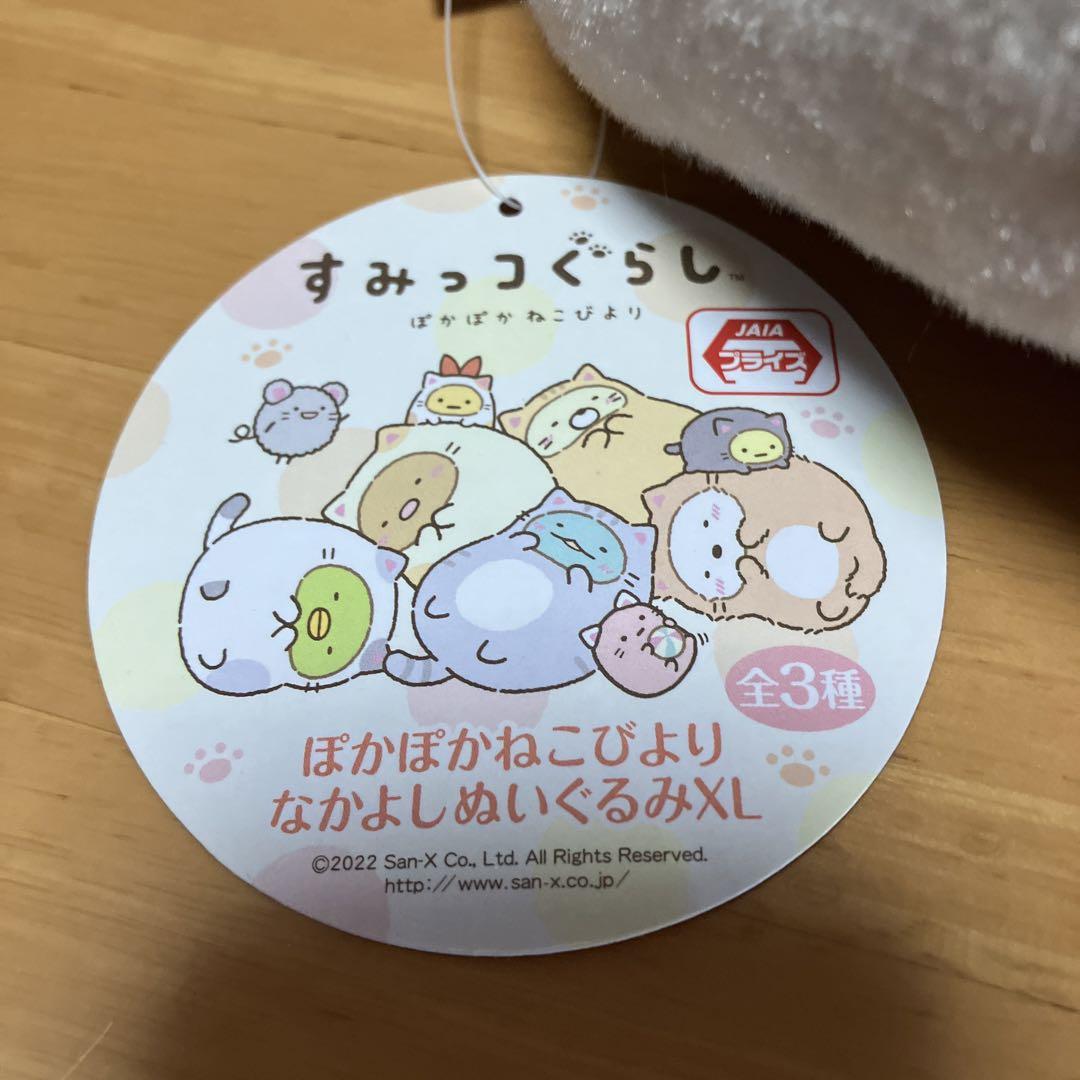 すみっコぐらし™
ぽかぽかねこびより
JAIA
プライズ
全3種
ぽかぽかねこびより
なかよしぬいぐるみXL
©2022 San-X Co., Ltd. All Rights Reserved.
http://www.san-x.co.jp/